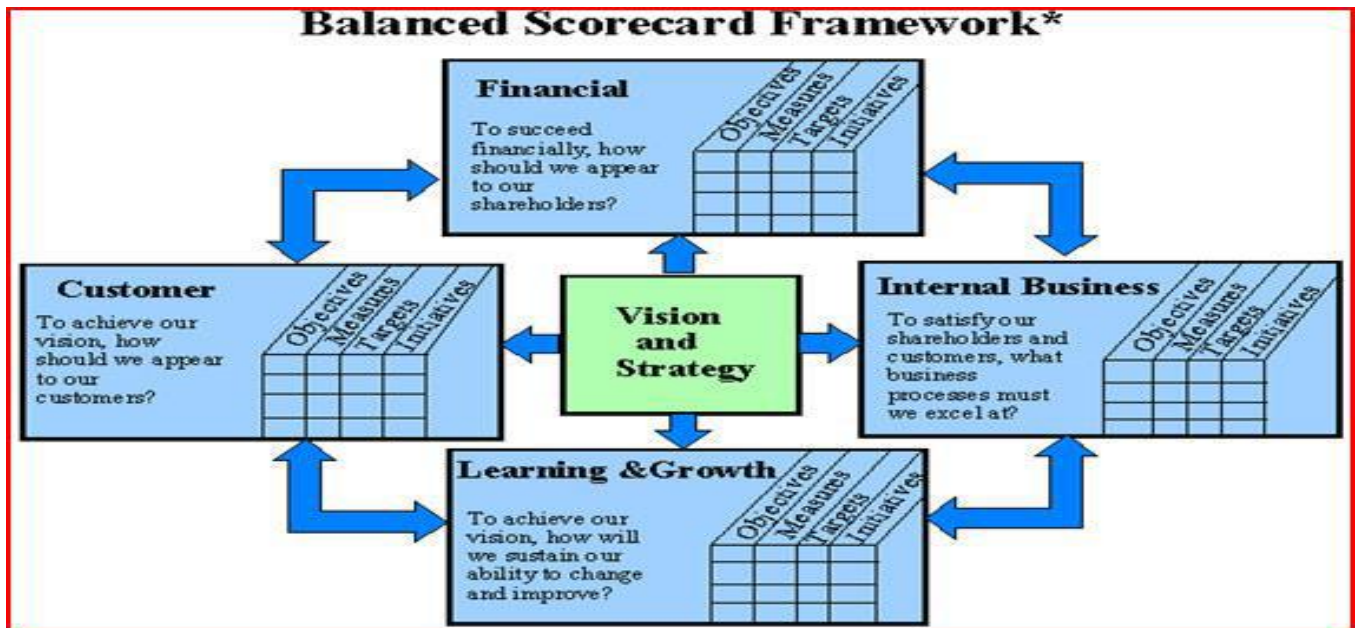 Balanced Scorecard Framework*
Financial
To succeed
financially, how
should we appear
to our
shareholders?
Objectives
Measures
Targets
Initiatives
Customer
To achieve our
vision, how
should we appear
to our
customers?
Objectives
Measures
Targets
Initiatives
Vision
and
Strategy
Internal Business
To satisfy our
shareholders and
customers, what
business
processes must
we excel at?
Objectives
Measures
Targets
Initiatives
Learning &Growth
To achieve our
vision, how will
we sustain our
ability to change
and improve?
Objectives
Measures
Targets
Initiatives